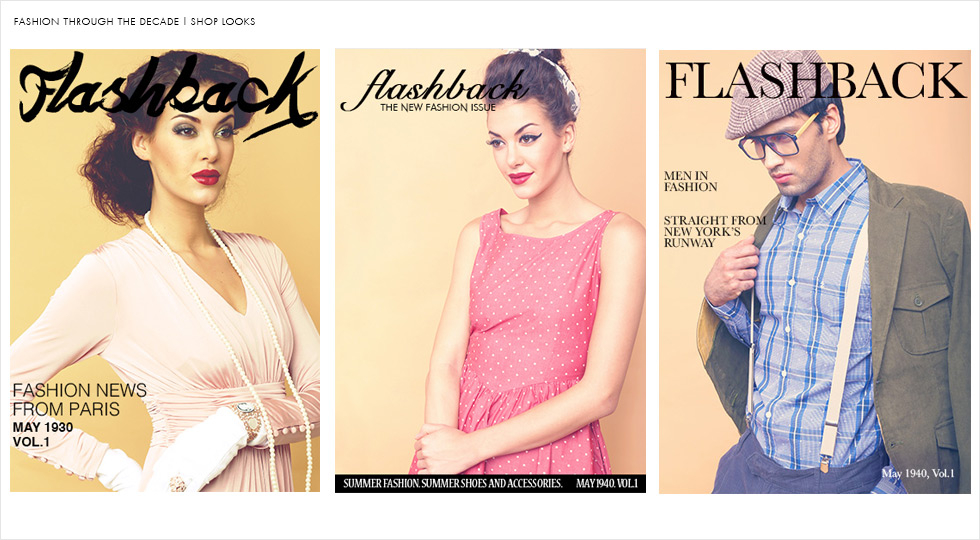 FASHION THROUGH THE DECADE | SHOP LOOKS
Flashback
FASHION NEWS
FROM PARIS
MAY 1930
VOL.1
flashback
THE NEW FASHION ISSUE
SUMMER FASHION. SUMMER SHOES AND ACCESSORIES. MAY 1940. VOL.1
FLASHBACK
MEN IN
FASHION
STRAIGHT FROM
NEW YORK'S
RUNWAY
May 1940, Vol.1